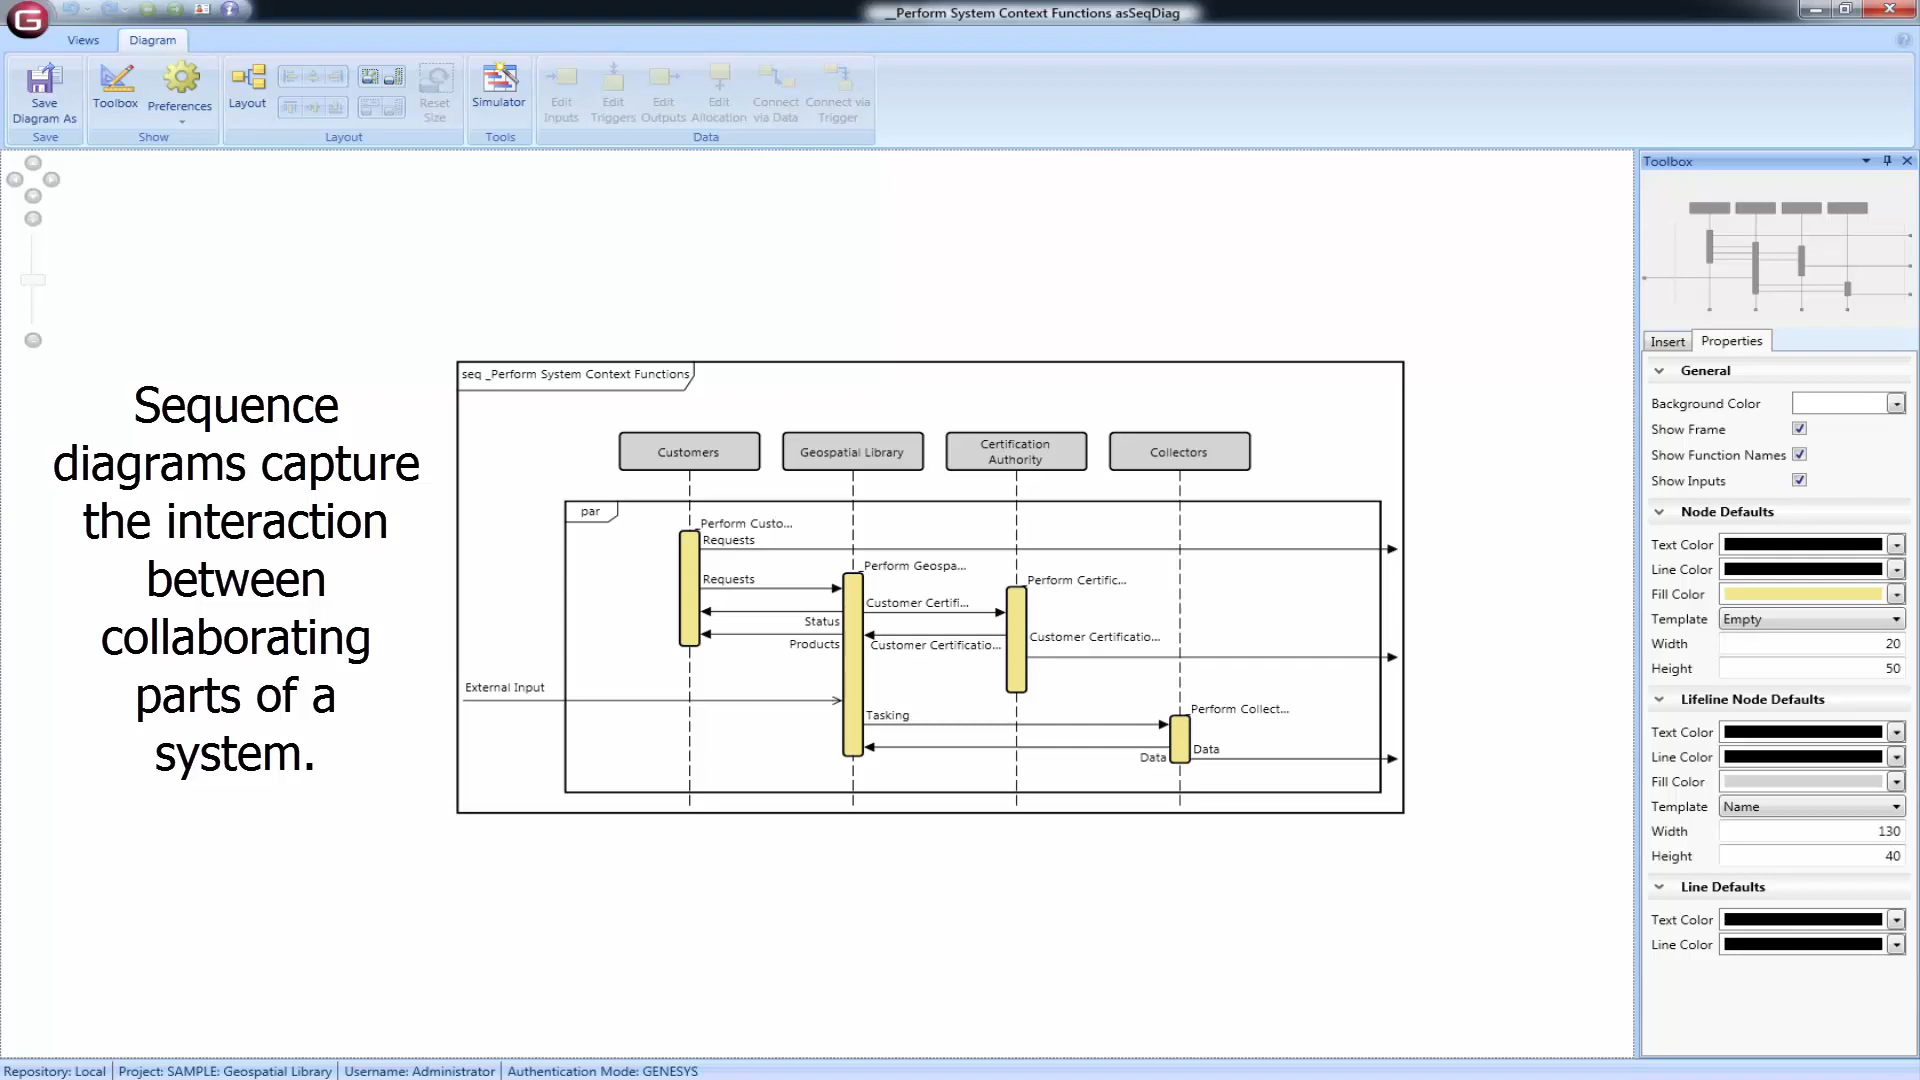 __Perform System Context Functions asSeqDiag
G
Views
Diagram
Save
Diagram As
Toolbox
Preferences
Layout
Reset
Size
Simulator
Edit
Inputs
Edit
Triggers
Edit
Outputs
Edit
Allocation
Connect
via Data
Connect via
Trigger
Save
Show
Layout
Tools
Data
Sequence
diagrams capture
the interaction
between
collaborating
parts of a
system.
seq _Perform System Context Functions
Customers
Geospatial Library
Certification
Authority
Collectors
par
_Perform Custo...
Requests
_Perform Geospa...
Requests
_Perform Certific...
Customer Certifi...
Status
Customer Certificatio...
Products
Customer Certificatio...
External Input
_Perform Collect...
Tasking
Data
Data
Toolbox
Insert
Properties
General
Background Color
Show Frame
Show Function Names
Show Inputs
Node Defaults
Text Color
Line Color
Fill Color
Template Empty
Width 20
Height 50
Lifeline Node Defaults
Text Color
Line Color
Fill Color
Template Name
Width 130
Height 40
Line Defaults
Text Color
Line Color
Repository: Local
Project: SAMPLE: Geospatial Library
Username: Administrator
Authentication Mode: GENESYS